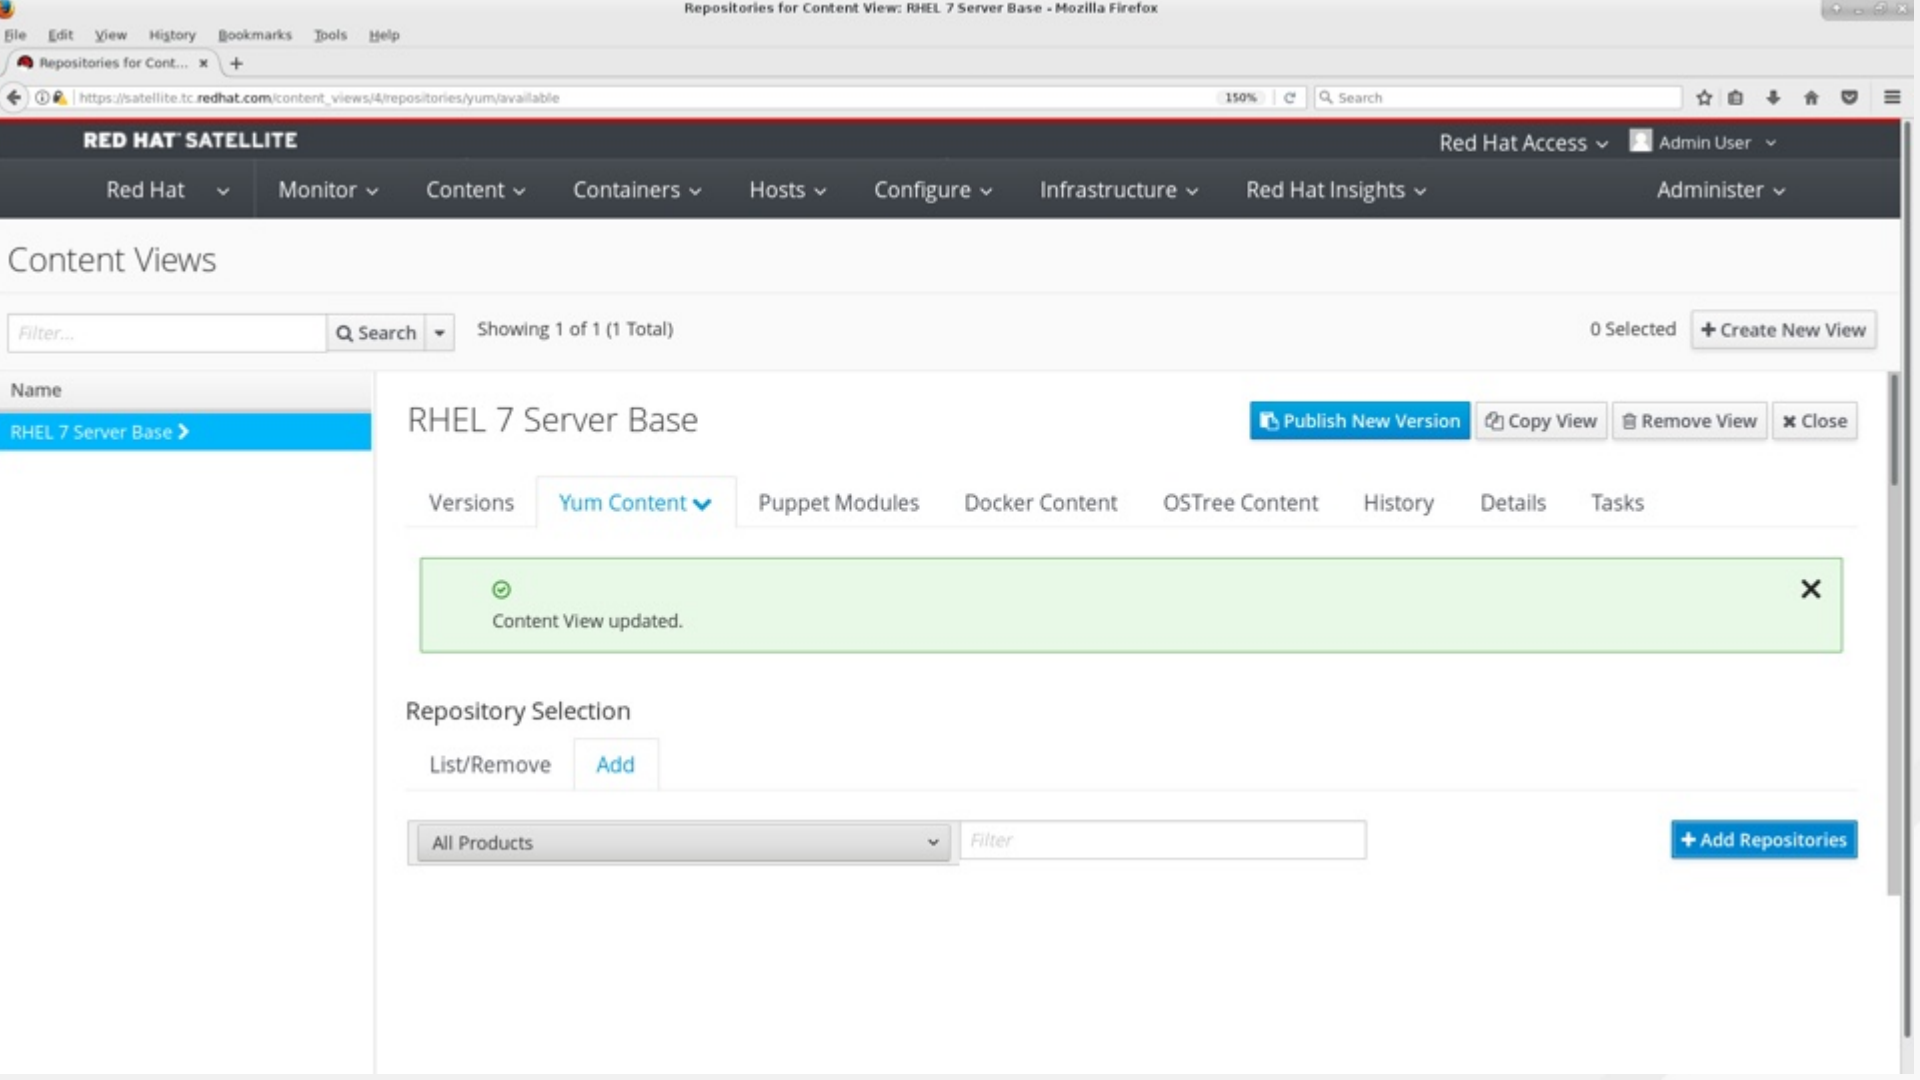 Repositories for Content View: RHEL 7 Server Base - Mozilla Firefox
File Edit View History Bookmarks Tools Help
Repositories for Cont... × +
https://satellite.tc.redhat.com/content_views/4/repositories/yum/available 150% Search
RED HAT SATELLITE Red Hat Access Admin User
Red Hat Monitor Content Containers Hosts Configure Infrastructure Red Hat Insights Administer
Content Views
Filter... Search Showing 1 of 1 (1 Total) 0 Selected + Create New View
Name
RHEL 7 Server Base
RHEL 7 Server Base Publish New Version Copy View Remove View Close
Versions Yum Content Puppet Modules Docker Content OSTree Content History Details Tasks
Content View updated.
Repository Selection
List/Remove Add
All Products Filter + Add Repositories